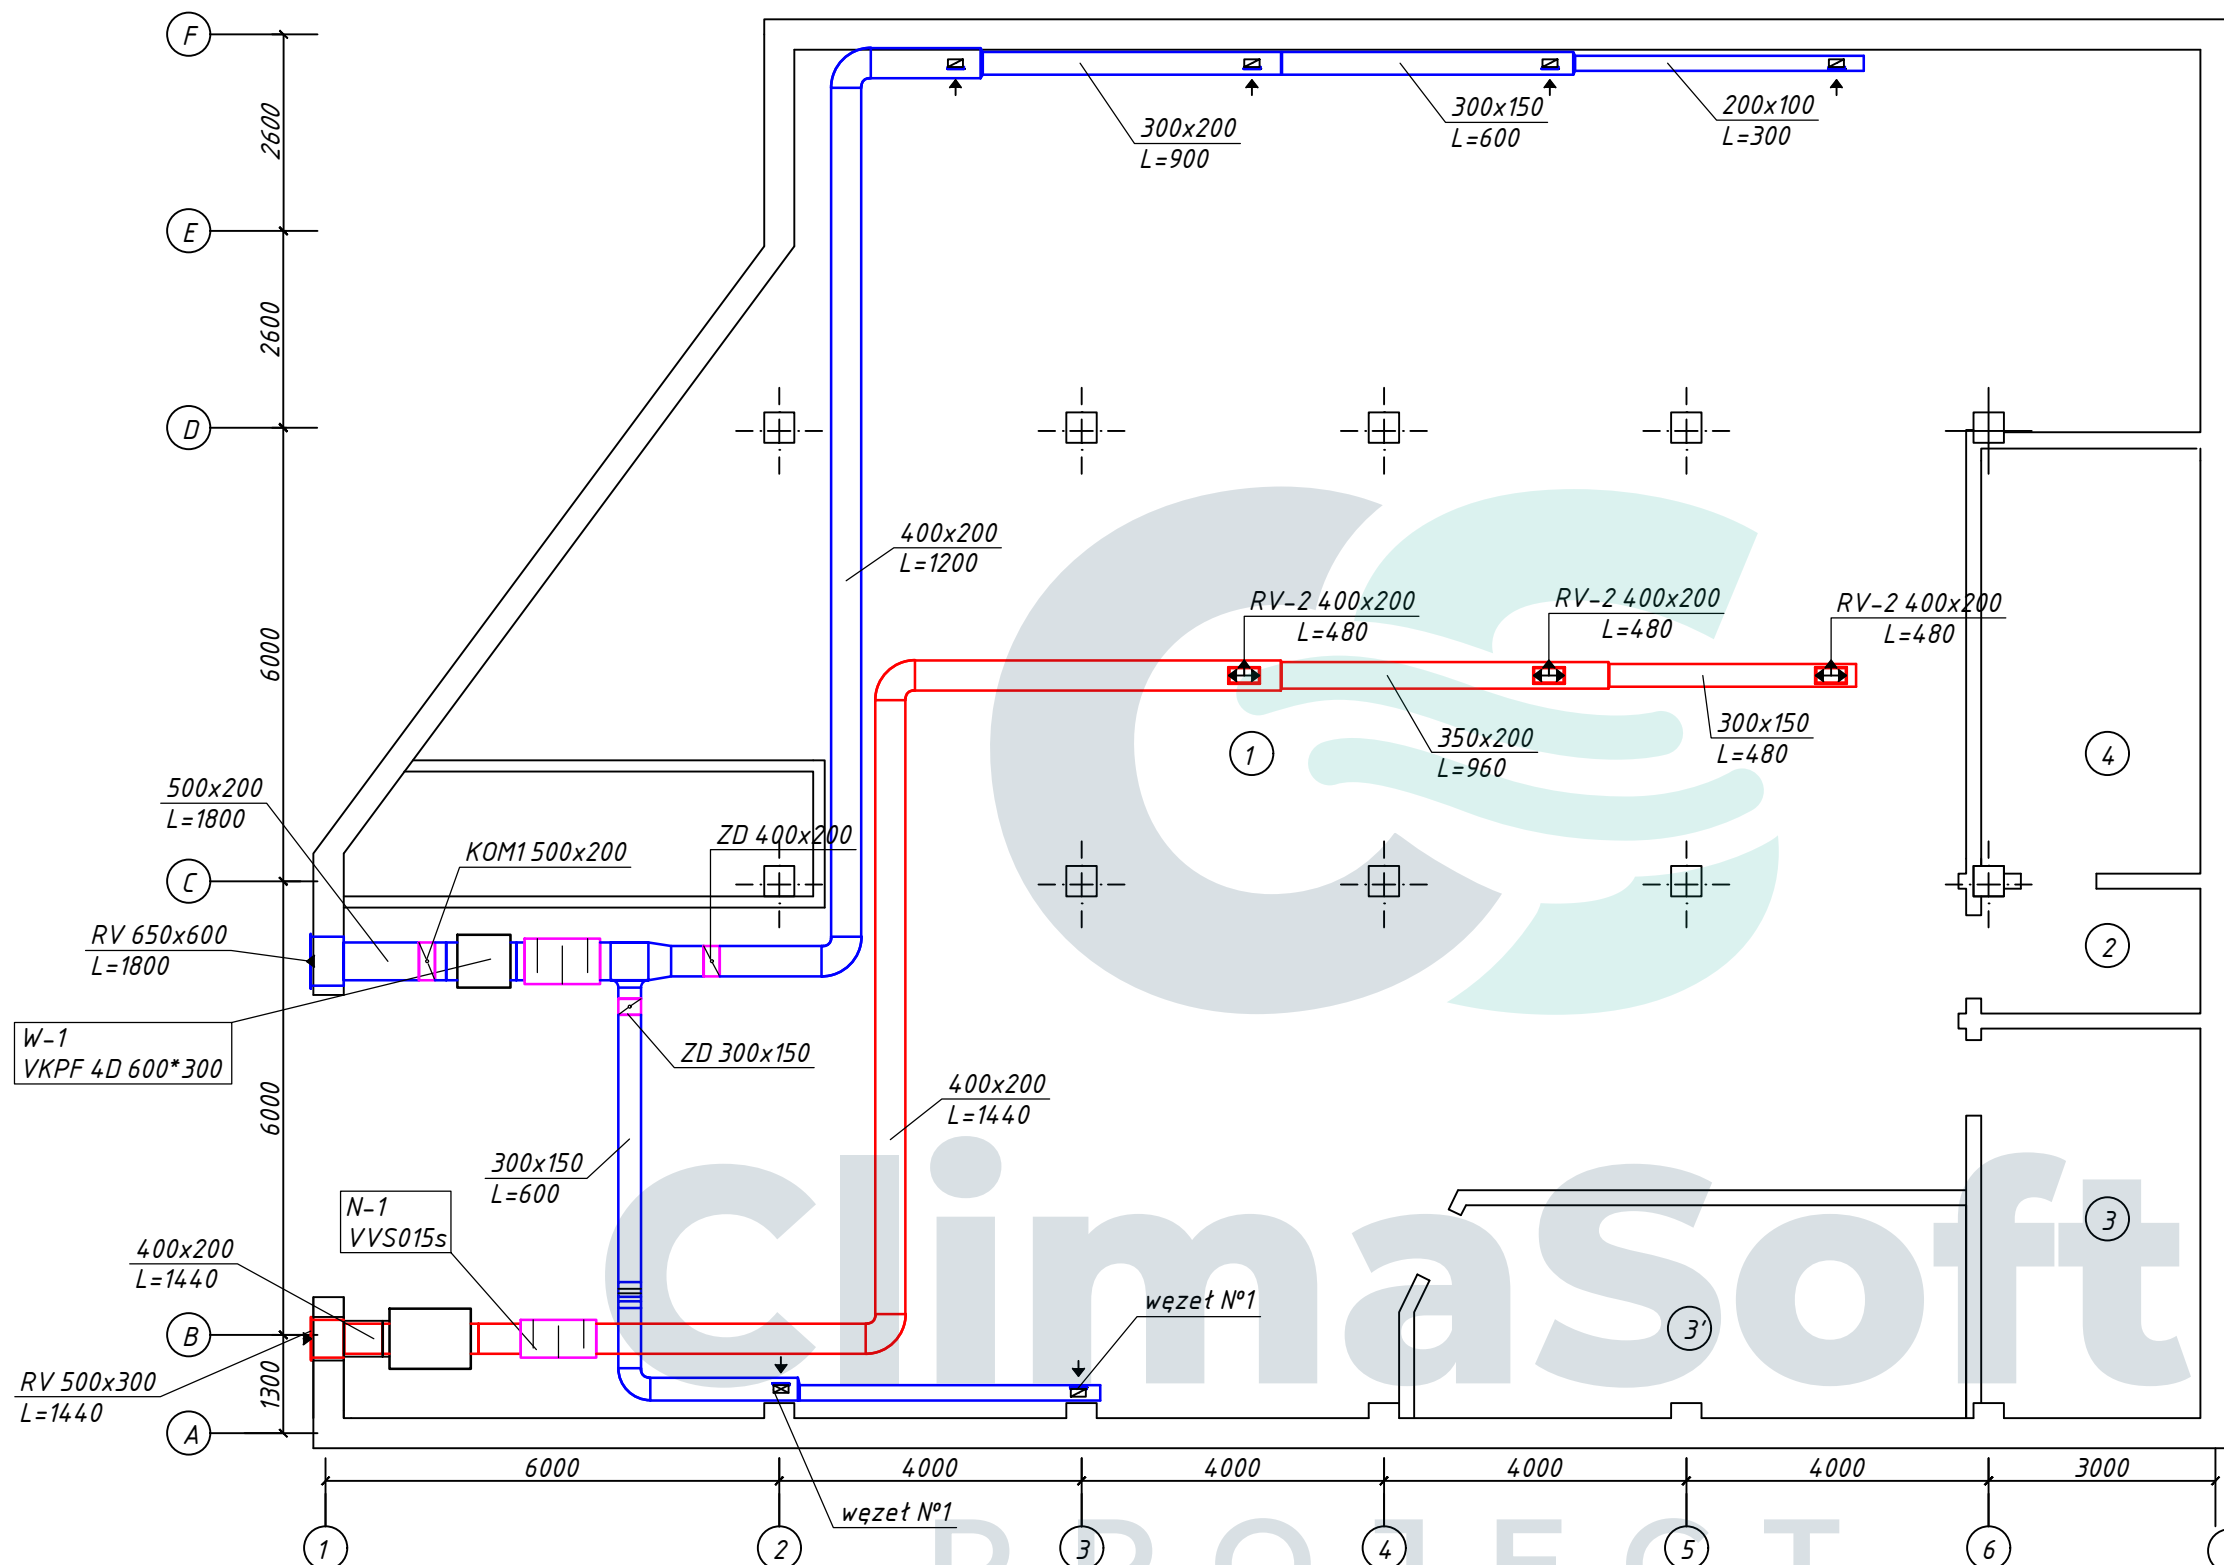 F
300x200
L=900
300x150
L=600
200x100
L=300
2600
E
2600
D
400x200
L=1200
RV-2 400x200
L=480
RV-2 400x200
L=480
RV-2 400x200
L=480
6000
1
350x200
L=960
300x150
L=480
4
500x200
L=1800
KOM1 500x200
ZD 400x200
C
RV 650x600
L=1800
2
W-1
VKPF 4D 600*300
ZD 300x150
6000
400x200
L=1440
300x150
L=600
N-1
VVS015s
ClimaSoft
3
400x200
L=1440
węzeł Nº1
3'
B
RV 500x300
L=1440
1300
A
6000
4000
4000
4000
4000
3000
węzeł Nº1
PROJECT
1
2
3
4
5
6